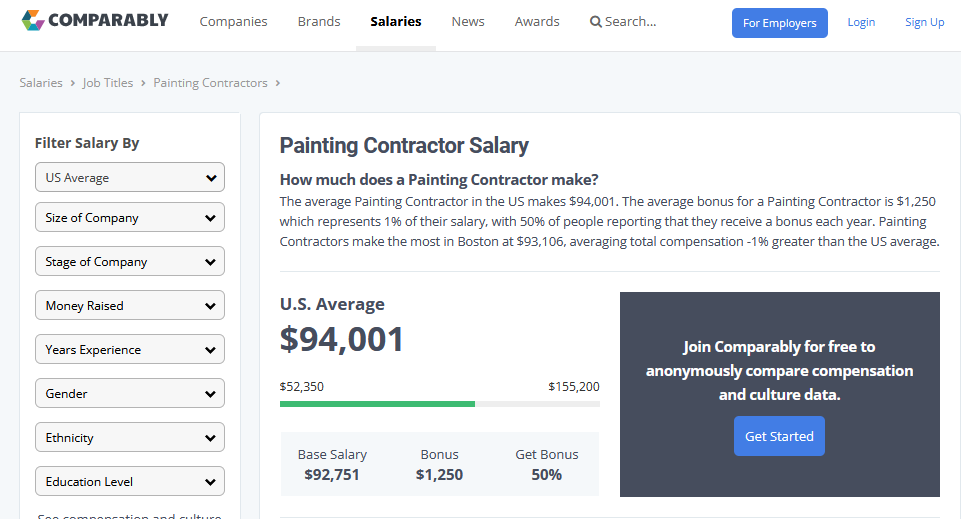 COMPARABLY Companies Brands Salaries News Awards Search... For Employers Login Sign Up
Salaries > Job Titles > Painting Contractors >
Filter Salary By
US Average
Size of Company
Stage of Company
Money Raised
Years Experience
Gender
Ethnicity
Education Level
See compensation and culture
Painting Contractor Salary
How much does a Painting Contractor make?
The average Painting Contractor in the US makes $94,001. The average bonus for a Painting Contractor is $1,250
which represents 1% of their salary, with 50% of people reporting that they receive a bonus each year. Painting
Contractors make the most in Boston at $93,106, averaging total compensation -1% greater than the US average.
U.S. Average
$94,001
$52,350 $155,200
Base Salary Bonus Get Bonus
$92,751 $1,250 50%
Join Comparably for free to
anonymously compare compensation
and culture data.
Get Started